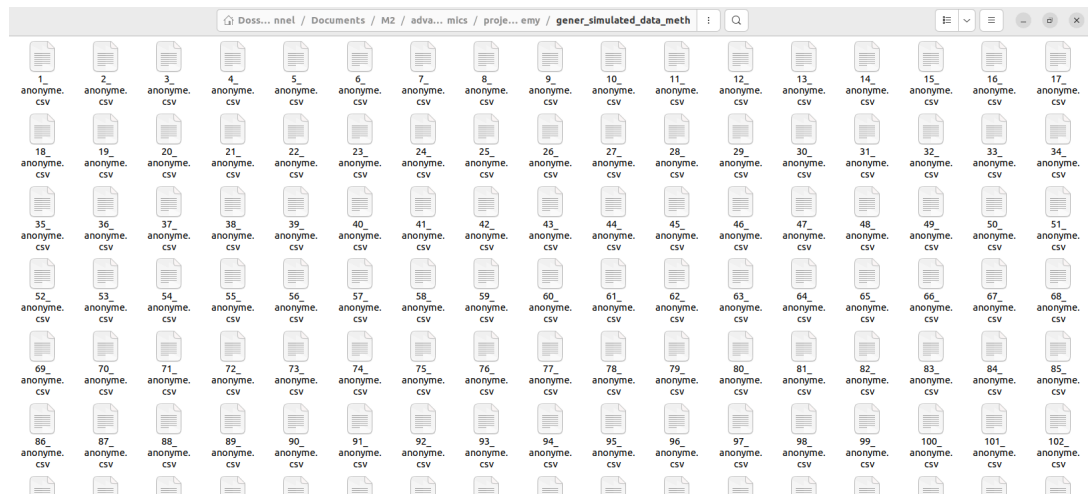 Doss... nnel / Documents / M2 / adva... mics / proje... emy / gener_simulated_data_meth
1_ 2_ 3_ 4_ 5_ 6_ 7_ 8_ 9_ 10_ 11_ 12_ 13_ 14_ 15_ 16_ 17_
anonyme. anonyme. anonyme. anonyme. anonyme. anonyme. anonyme. anonyme. anonyme. anonyme. anonyme. anonyme. anonyme. anonyme. anonyme. anonyme. anonyme.
csv csv csv csv csv csv csv csv csv csv csv csv csv csv csv csv csv
18_ 19_ 20_ 21_ 22_ 23_ 24_ 25_ 26_ 27_ 28_ 29_ 30_ 31_ 32_ 33_ 34_
anonyme. anonyme. anonyme. anonyme. anonyme. anonyme. anonyme. anonyme. anonyme. anonyme. anonyme. anonyme. anonyme. anonyme. anonyme. anonyme. anonyme.
csv csv csv csv csv csv csv csv csv csv csv csv csv csv csv csv csv
35_ 36_ 37_ 38_ 39_ 40_ 41_ 42_ 43_ 44_ 45_ 46_ 47_ 48_ 49_ 50_ 51_
anonyme. anonyme. anonyme. anonyme. anonyme. anonyme. anonyme. anonyme. anonyme. anonyme. anonyme. anonyme. anonyme. anonyme. anonyme. anonyme. anonyme.
csv csv csv csv csv csv csv csv csv csv csv csv csv csv csv csv csv
52_ 53_ 54_ 55_ 56_ 57_ 58_ 59_ 60_ 61_ 62_ 63_ 64_ 65_ 66_ 67_ 68_
anonyme. anonyme. anonyme. anonyme. anonyme. anonyme. anonyme. anonyme. anonyme. anonyme. anonyme. anonyme. anonyme. anonyme. anonyme. anonyme. anonyme.
csv csv csv csv csv csv csv csv csv csv csv csv csv csv csv csv csv
69_ 70_ 71_ 72_ 73_ 74_ 75_ 76_ 77_ 78_ 79_ 80_ 81_ 82_ 83_ 84_ 85_
anonyme. anonyme. anonyme. anonyme. anonyme. anonyme. anonyme. anonyme. anonyme. anonyme. anonyme. anonyme. anonyme. anonyme. anonyme. anonyme. anonyme.
csv csv csv csv csv csv csv csv csv csv csv csv csv csv csv csv csv
86_ 87_ 88_ 89_ 90_ 91_ 92_ 93_ 94_ 95_ 96_ 97_ 98_ 99_ 100_ 101_ 102_
anonyme. anonyme. anonyme. anonyme. anonyme. anonyme. anonyme. anonyme. anonyme. anonyme. anonyme. anonyme. anonyme. anonyme. anonyme. anonyme. anonyme.
csv csv csv csv csv csv csv csv csv csv csv csv csv csv csv csv csv